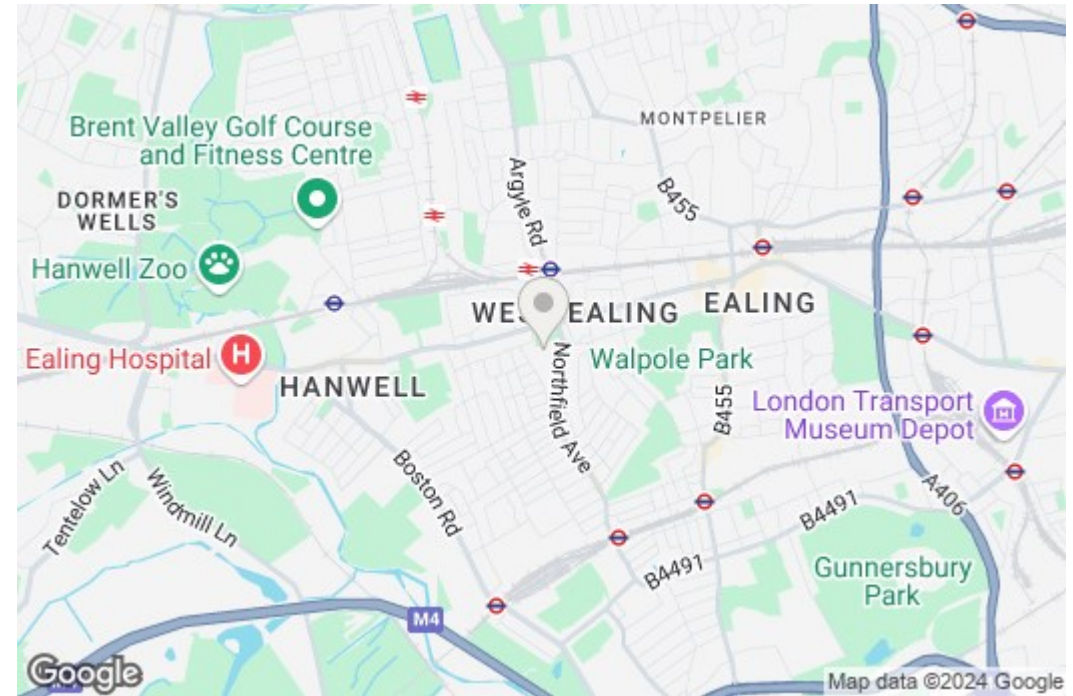 MONTPELIER
Brent Valley Golf Course
and Fitness Centre
DORMER'S
WELLS
Argyle Rd
B455
Hanwell Zoo
WES EALING
EALING
Ealing Hospital
H
HANWELL
Northfield Ave
Walpole Park
B455
London Transport
Museum Depot
Boston Rd
Tentelow Ln
Windmill Ln
B4491
A406
B4491
Gunnersbury
Park
M4
Google
Map data ©2024 Google